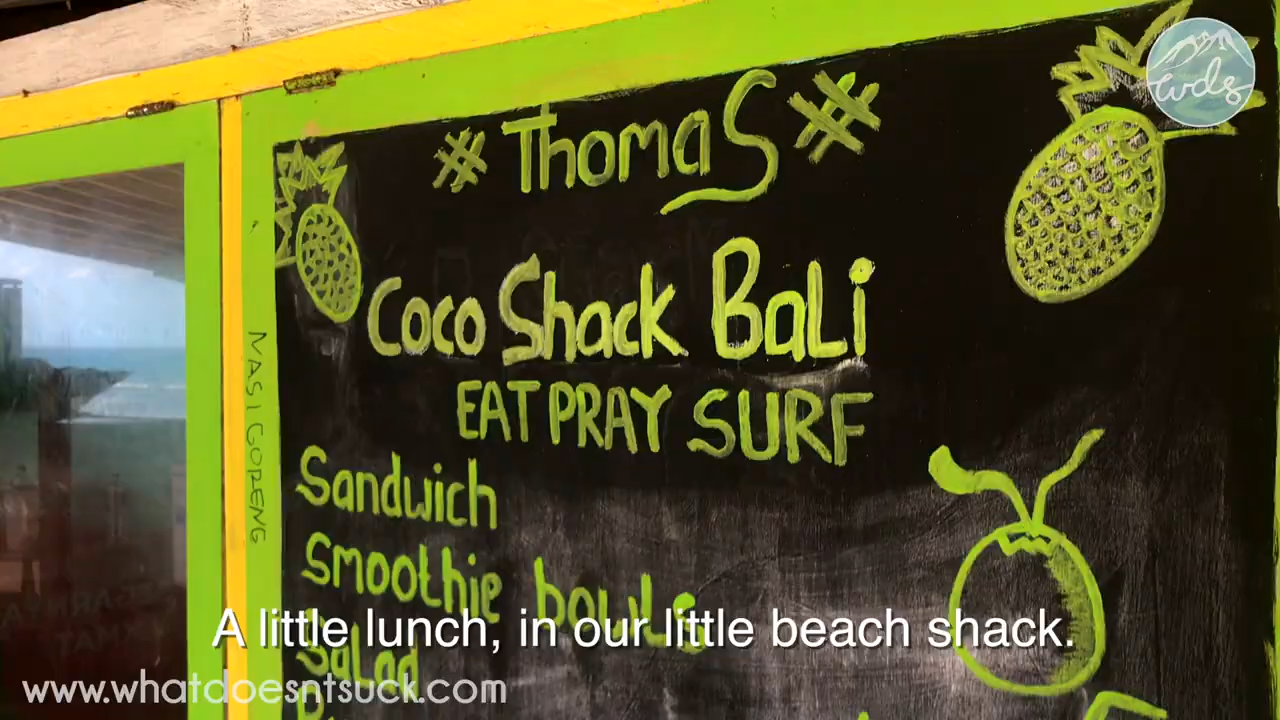 # ThomaS #
Coco Shack BaLi
EAT PRAY SURF
Sandwich
Smoothie bowl
SaLad
NASI GORENG
wds
A little lunch, in our little beach shack.
www.whatdoesntsuck.com